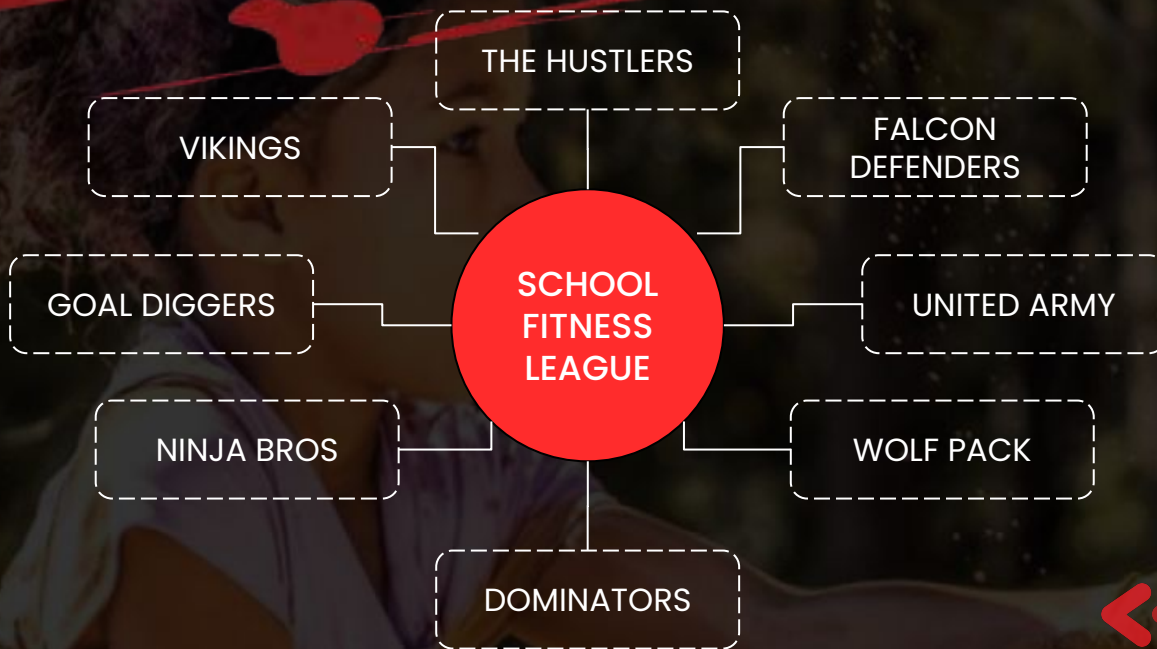 THE HUSTLERS
VIKINGS
FALCON
DEFENDERS
GOAL DIGGERS
SCHOOL
FITNESS
LEAGUE
UNITED ARMY
NINJA BROS
WOLF PACK
DOMINATORS